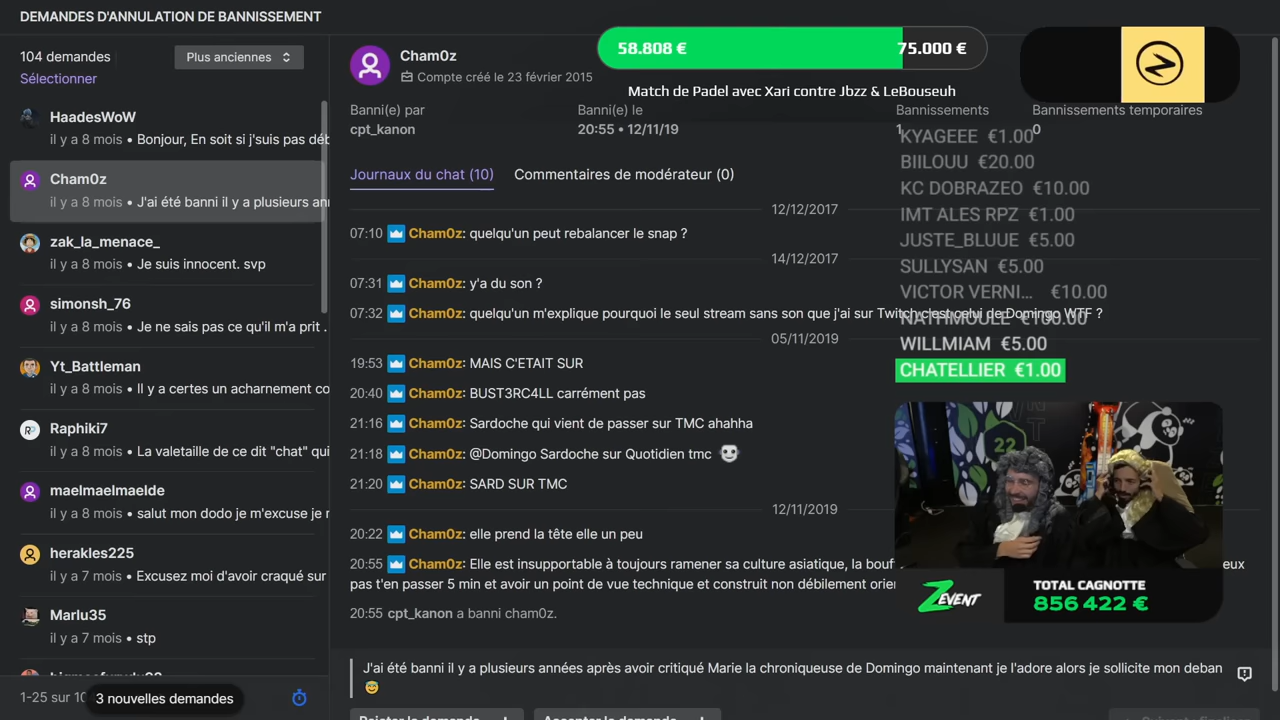 DEMANDES D'ANNULATION DE BANNISSEMENT
104 demandes
Plus anciennes
Sélectionner
HaadesWoW
il y a 8 mois • Bonjour, En soit si j'suis pas
Cham0z
il y a 8 mois • J'ai été banni il y a plusieurs
zak_la_menace_
il y a 8 mois • Je suis innocent. svp
simonsh_76
il y a 8 mois • Je ne sais pas ce qu'il m'a prit .
Yt_Battleman
il y a 8 mois • Il y a certes un acharnement
Raphiki7
il y a 8 mois • La valetaille de ce dit "chat" qui
maelmaelmaelde
il y a 8 mois • salut mon dodo je m'excuse je
herakles225
il y a 7 mois • Excusez moi d'avoir craqué sur
Marlu35
il y a 7 mois • stp
1-25 sur
3 nouvelles demandes
Cham0z
Compte créé le 23 février 2015
58.808 €
75.000 €
Match de Padel avec Xari contre Jbzz & LeBouseuh
Banni(e) par
cpt_kanon
Banni(e) le
20:55 • 12/11/19
Bannissements
1
Bannissements temporaires
0
Journaux du chat (10)
Commentaires de modérateur (0)
12/12/2017
07:10 Cham0z: quelqu'un peut rebalancer le snap ?
14/12/2017
07:31 Cham0z: y'a du son ?
07:32 Cham0z: quelqu'un m'explique pourquoi le seul stream sans son que j'ai sur Twitch c'est celui de Domingo WTF ?
05/11/2019
19:53 Cham0z: MAIS C'ETAIT SUR
20:40 Cham0z: BUST3RC4LL carrément pas
21:16 Cham0z: Sardoche qui vient de passer sur TMC ahahha
21:18 Cham0z: @Domingo Sardoche sur Quotidien tmc
21:20 Cham0z: SARD SUR TMC
12/11/2019
20:22 Cham0z: elle prend la tête elle un peu
20:55 Cham0z: Elle est insupportable à toujours ramener sa culture asiatique, la
pas t'en passer 5 min et avoir un point de vue technique et construit non débilement
20:55 cpt_kanon a banni cham0z.
J'ai été banni il y a plusieurs années après avoir critiqué Marie la chroniqueuse de Domingo maintenant je l'adore alors je sollicite mon deban
😇
KYAGEEE €1.00
BIILOUU €20.00
KC DOBRAZEO €10.00
IMT ALES RPZ €1.00
JUSTE_BLUUE €5.00
SULLYSAN €5.00
VICTOR VERNI... €10.00
NATHMOULE €100.00
WILLMIAM €5.00
CHATELLIER €1.00
22
ZEVENT
TOTAL CAGNOTTE
856 422 €